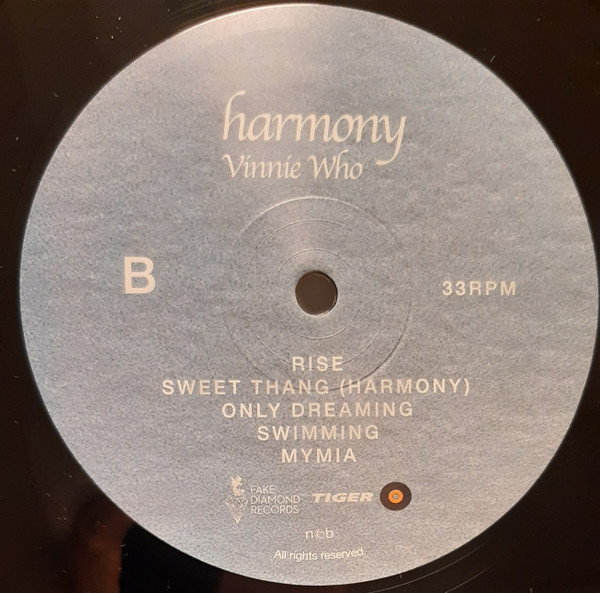 harmony
Vinnie Who
B
33RPM
RISE
SWEET THANG (HARMONY)
ONLY DREAMING
SWIMMING
MYMIA
FAKE
DIAMOND
RECORDS
TIGER
ncb
All rights reserved